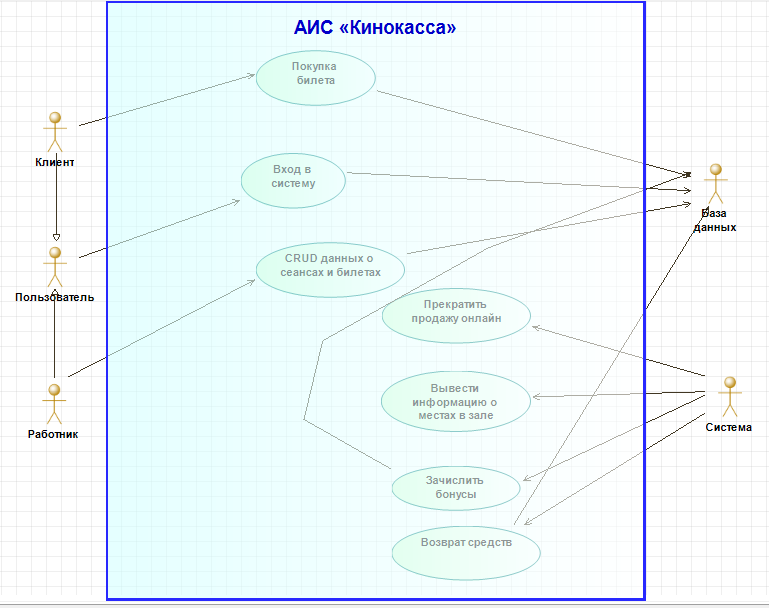 АИС «Кинокасса»
Покупка
билета
Клиент
Вход в
систему
База
данных
CRUD данных о
сеансах и билетах
Пользователь
Прекратить
продажу онлайн
Вывести
информацию о
местах в зале
Работник
Система
Зачислить
бонусы
Возврат средств